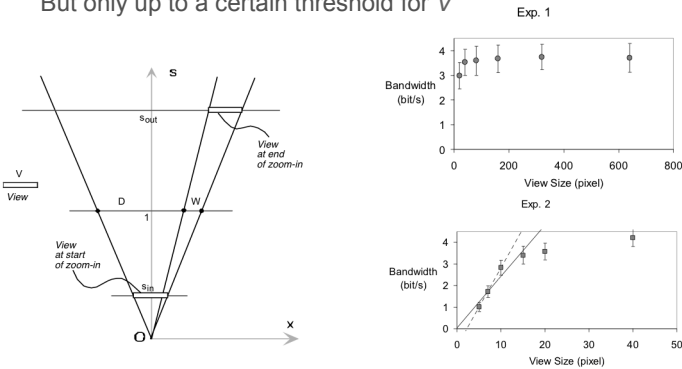 But only up to a certain threshold for V
S
s_out
View
at end
of zoom-in
V
View
D
W
1
View
at start
of zoom-in
s_in
O
X
Exp. 1
4
3
2
1
0
Bandwidth
(bit/s)
0 200 400 600 800
View Size (pixel)
Exp. 2
4
3
2
1
0
Bandwidth
(bit/s)
0 10 20 30 40 50
View Size (pixel)